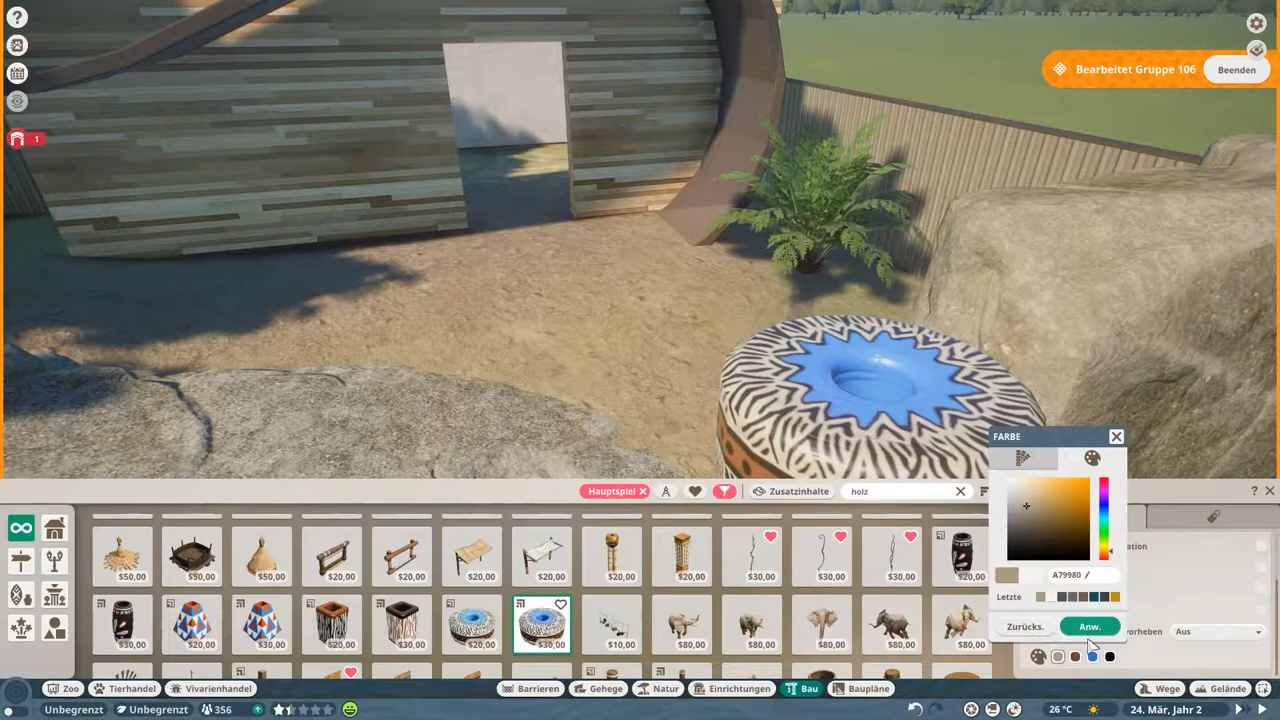 Bearbeitet Gruppe 106
Beenden
1
FARBE
Hauptspiel
Zusatzinhalte
holz
?
$50,00 $50,00 $50,00 $20,00 $20,00 $20,00 $20,00 $20,00 $20,00 $30,00 $30,00 $30,00 $20,00
A79980
Letzte
$30,00 $20,00 $30,00 $20,00 $30,00 $20,00 $30,00 $10,00 $80,00 $80,00 $80,00 $80,00 $80,00
Zurücks.
Anw.
Aus
Zoo
Tierhandel
Vivarienhandel
Barrieren
Gehege
Natur
Einrichtungen
Bau
Baupläne
Wege
Gelände
Unbegrenzt
Unbegrenzt
356
26 °C
24. Mär, Jahr 2